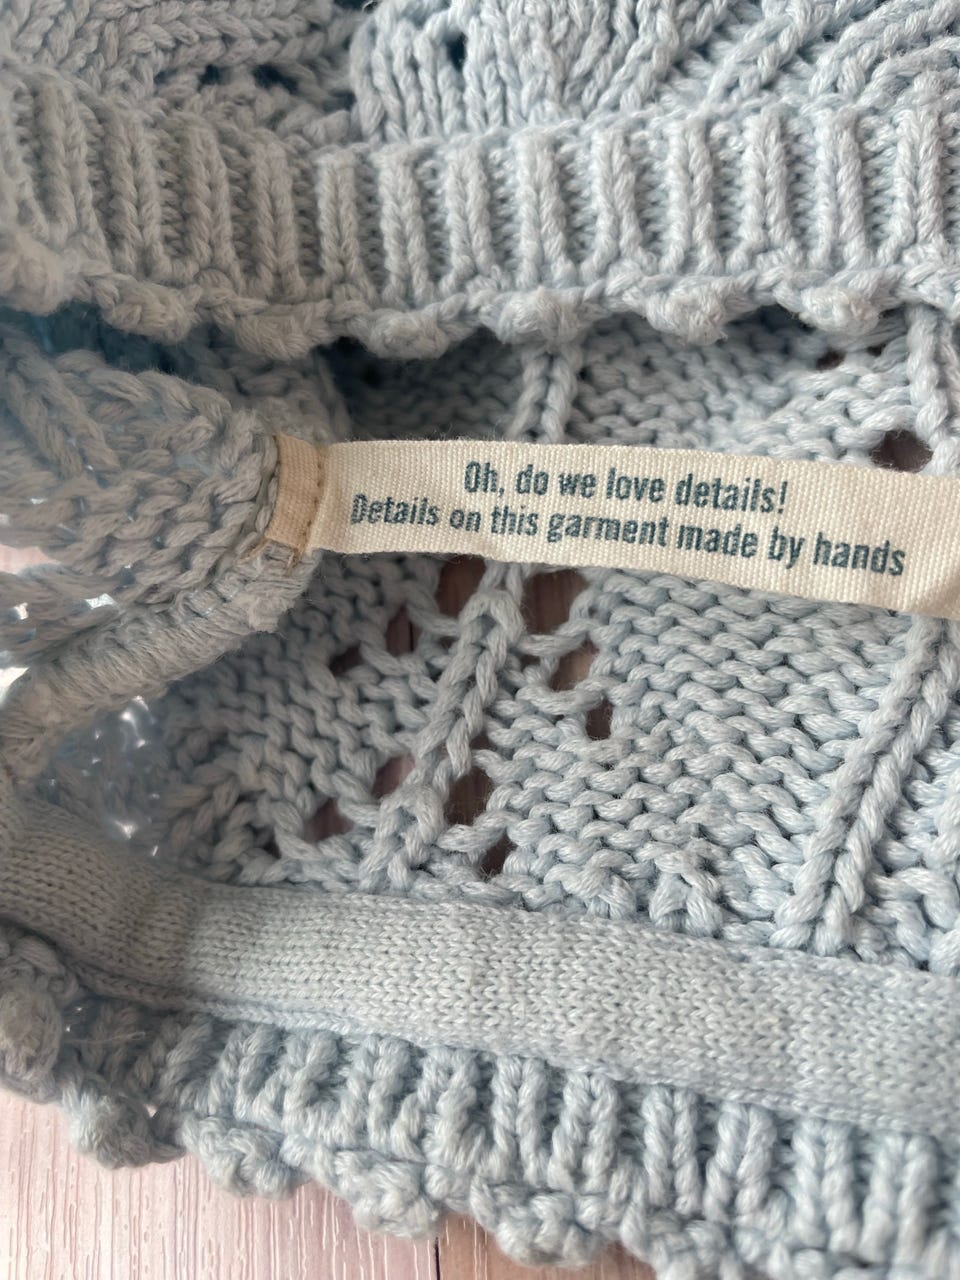 Oh, do we love details!
Details on this garment made by hands